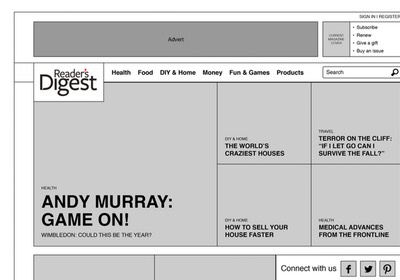 SIGN IN I REGISTER
Advert
CURRENT
MAGAZINE
COVER
• Subscribe
• Renew
• Give a gift
• Buy an issue
Reader's
Digest
Health Food DIY & Home Money Fun & Games Products
Search
DIY & HOME
THE WORLD'S
CRAZIEST HOUSES
TRAVEL
TERROR ON THE CLIFF:
"IF I LET GO CAN I
SURVIVE THE FALL?"
HEALTH
ANDY MURRAY:
GAME ON!
WIMBLEDON: COULD THIS BE THE YEAR?
DIY & HOME
HOW TO SELL YOUR
HOUSE FASTER
HEALTH
MEDICAL ADVANCES
FROM THE FRONTLINE
Connect with us